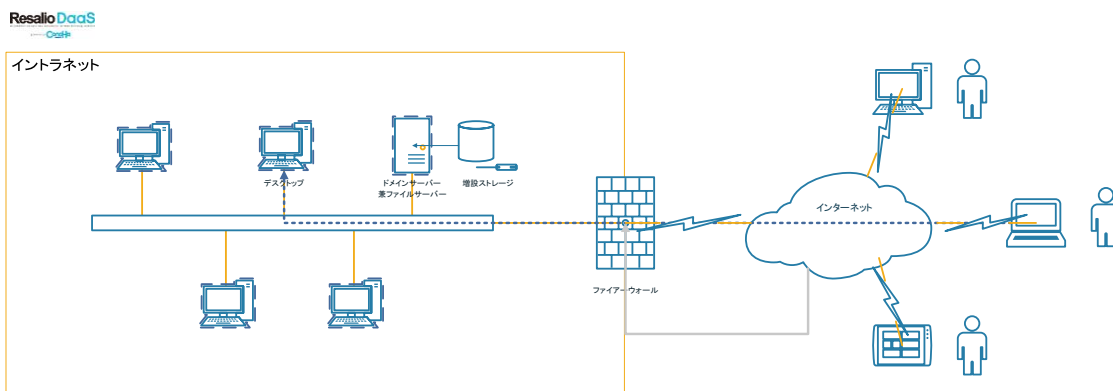 Resalio DaaS
イントラネット
デスクトップ
ドメインサーバー
兼ファイルサーバー
増設ストレージ
インターネット
ファイアーウォール